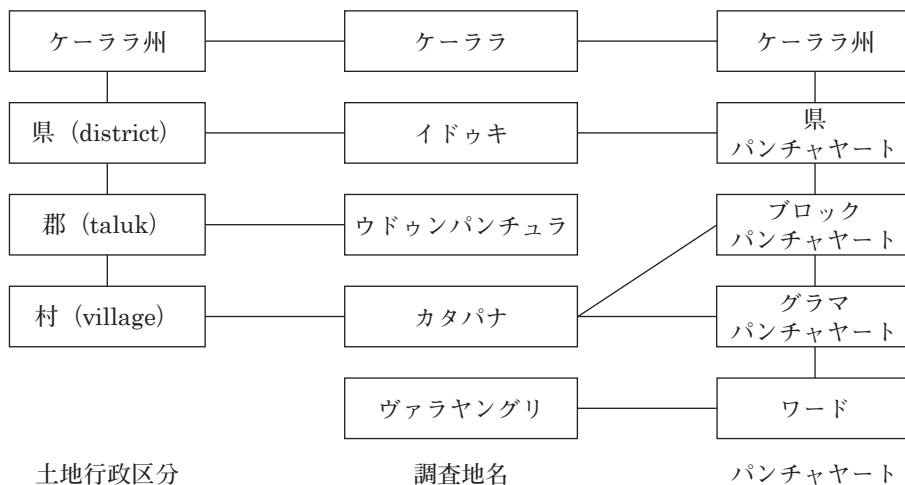 ケーララ州
ケーララ
ケーララ州
県（district）
イドゥキ
県
パンチャヤート
郡（taluk）
ウドゥンパンチュラ
ブロック
パンチャヤート
村（village）
カタパナ
グラマ
パンチャヤート
ヴァラヤングリ
ワード
土地行政区分
調査地名
パンチャヤート